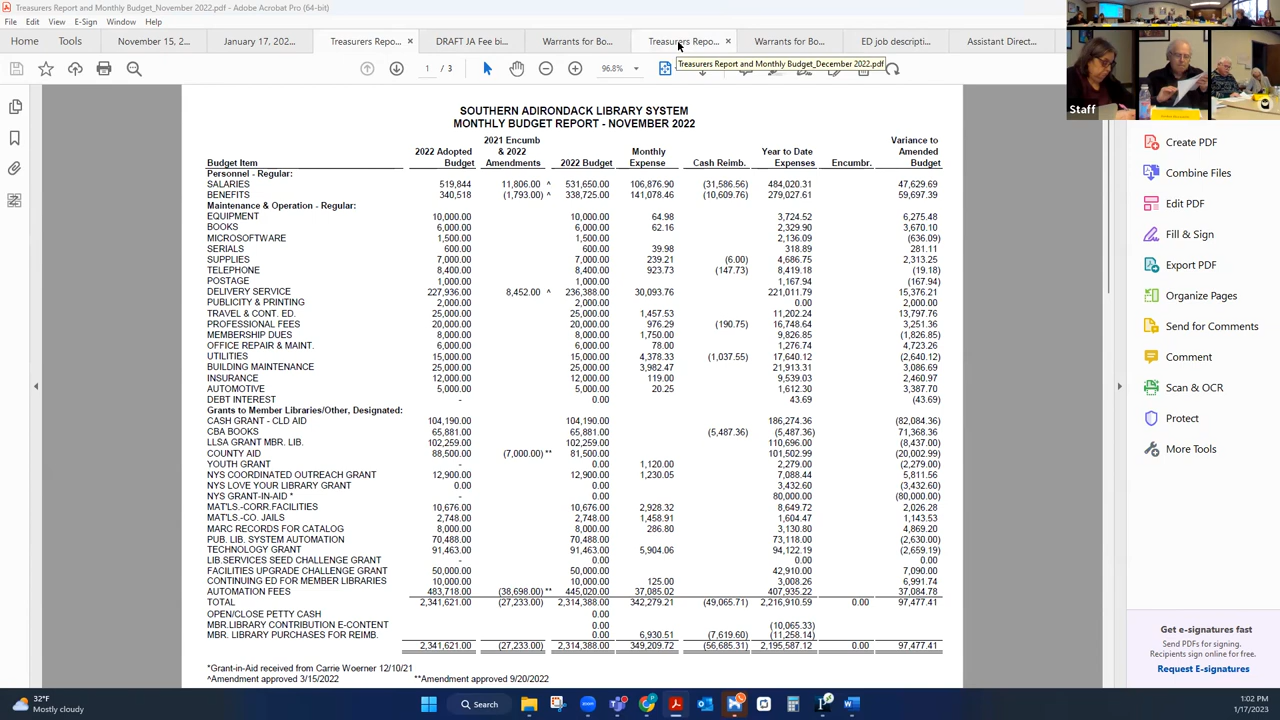 Treasurers Report and Monthly Budget_November 2022.pdf - Adobe Acrobat Pro (64-bit)
File Edit View E-Sign Window Help
Home Tools November 15, 2... January 17, 202... Treasurers Repo... × Late Fee bi... Warrants for Bo... Treasurers Repo... × Warrants for Bo... ED job descripti... Assistant Direct...
1 / 3 96.8%
Treasurers Report and Monthly Budget_December 2022.pdf
Staff
SOUTHERN ADIRONDACK LIBRARY SYSTEM
MONTHLY BUDGET REPORT - NOVEMBER 2022
2021 Encumb Variance to
2022 Adopted & 2022 Monthly Year to Date Amended
Budget Item Budget Amendments 2022 Budget Expense Cash Reimb. Expenses Encumbr. Budget
Personnel - Regular:
SALARIES 519,844 11,806.00 ^ 531,650.00 106,876.90 (31,586.56) 484,020.31 47,629.69
BENEFITS 340,518 (1,793.00) ^ 338,725.00 141,078.46 (10,609.76) 279,027.61 59,697.39
Maintenance & Operation - Regular:
EQUIPMENT 10,000.00 10,000.00 64.98 3,724.52 6,275.48
BOOKS 6,000.00 6,000.00 62.16 2,329.90 3,670.10
MICROSOFTWARE 1,500.00 1,500.00 2,136.09 (636.09)
SERIALS 600.00 600.00 39.98 318.89 281.11
SUPPLIES 7,000.00 7,000.00 239.21 (6.00) 4,686.75 2,313.25
TELEPHONE 8,400.00 8,400.00 923.73 (147.73) 8,419.18 (19.18)
POSTAGE 1,000.00 1,000.00 1,167.94 (167.94)
DELIVERY SERVICE 227,936.00 8,452.00 ^ 236,388.00 30,093.76 221,011.79 15,376.21
PUBLICITY & PRINTING 2,000.00 2,000.00 0.00 2,000.00
TRAVEL & CONT. ED. 25,000.00 25,000.00 1,457.53 11,202.24 13,797.76
PROFESSIONAL FEES 20,000.00 20,000.00 976.29 (190.75) 16,748.64 3,251.36
MEMBERSHIP DUES 8,000.00 8,000.00 1,750.00 9,826.85 (1,826.85)
OFFICE REPAIR & MAINT. 6,000.00 6,000.00 78.00 1,276.74 4,723.26
UTILITIES 15,000.00 15,000.00 4,378.33 (1,037.55) 17,640.12 (2,640.12)
BUILDING MAINTENANCE 25,000.00 25,000.00 3,982.47 21,913.31 3,086.69
INSURANCE 12,000.00 12,000.00 119.00 9,539.03 2,460.97
AUTOMOTIVE 5,000.00 5,000.00 20.25 1,612.30 3,387.70
DEBT INTEREST - 0.00 43.69 (43.69)
Grants to Member Libraries/Other, Designated:
CASH GRANT - CLD AID 104,190.00 104,190.00 186,274.36 (82,084.36)
CBA BOOKS 65,881.00 65,881.00 (5,487.36) (5,487.36) 71,368.36
LLSA GRANT MBR. LIB. 102,259.00 102,259.00 110,696.00 (8,437.00)
COUNTY AID 88,500.00 (7,000.00) ** 81,500.00 101,502.99 (20,002.99)
YOUTH GRANT - 0.00 1,120.00 2,279.00 (2,279.00)
NYS COORDINATED OUTREACH GRANT 12,900.00 12,900.00 1,230.05 7,088.44 5,811.56
NYS LOVE YOUR LIBRARY GRANT 0.00 0.00 3,432.60 (3,432.60)
NYS GRANT-IN-AID * - 0.00 80,000.00 (80,000.00)
MAT'LS.-CORR.FACILITIES 10,676.00 10,676.00 2,928.32 8,649.72 2,026.28
MAT'LS.-CO. JAILS 2,748.00 2,748.00 1,458.91 1,604.47 1,143.53
MARC RECORDS FOR CATALOG 8,000.00 8,000.00 286.80 3,130.80 4,869.20
PUB. LIB. SYSTEM AUTOMATION 70,488.00 70,488.00 73,118.00 (2,630.00)
TECHNOLOGY GRANT 91,463.00 91,463.00 5,904.06 94,122.19 (2,659.19)
LIB.SERVICES SEED CHALLENGE GRANT - 0.00 0.00 0.00
FACILITIES UPGRADE CHALLENGE GRANT 50,000.00 50,000.00 42,910.00 7,090.00
CONTINUING ED FOR MEMBER LIBRARIES 10,000.00 10,000.00 125.00 3,008.26 6,991.74
AUTOMATION FEES 483,718.00 (38,698.00) ** 445,020.00 37,085.02 407,935.22 37,084.78
TOTAL 2,341,621.00 (27,233.00) 2,314,388.00 342,279.21 (49,065.71) 2,216,910.59 0.00 97,477.41
OPEN/CLOSE PETTY CASH 0.00
MBR.LIBRARY CONTRIBUTION E-CONTENT 0.00 (10,065.33)
MBR. LIBRARY PURCHASES FOR REIMB. 0.00 6,930.51 (7,619.60) (11,258.14)
2,341,621.00 (27,233.00) 2,314,388.00 349,209.72 (56,685.31) 2,195,587.12 0.00 97,477.41
*Grant-in-Aid received from Carrie Woerner 12/10/21
^Amendment approved 3/15/2022 **Amendment approved 9/20/2022
Create PDF
Combine Files
Edit PDF
Fill & Sign
Export PDF
Organize Pages
Send for Comments
Comment
Scan & OCR
Protect
More Tools
Get e-signatures fast
Send PDFs for signing.
Recipients sign online for free.
Request E-signatures
32°F
Mostly cloudy
Search
1:02 PM
1/17/2023